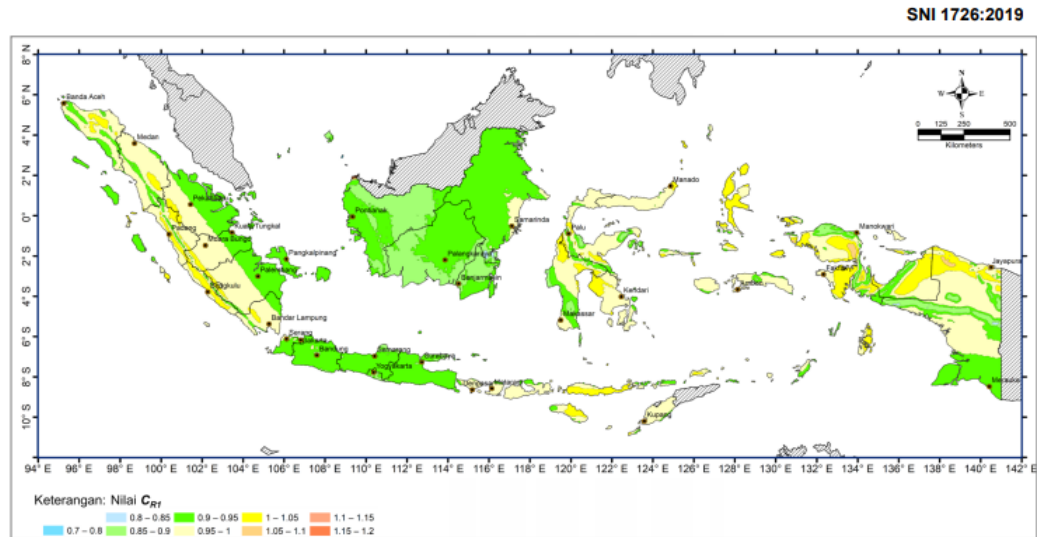 SNI 1726:2019
8° N
6° N
4° N
2° N
0°
2° S
4° S
6° S
8° S
10° S
Banda Aceh
Medan
Padang
Kuala Tungkal
Muara Bungo
Pangkalpinang
Bengkulu
Bandar Lampung
Serang
Bandung
Semarang
Yogyakarta
Surabaya
Pontianak
Palangkaraya
Banjarmasin
Samarinda
Manado
Palu
Kendari
Makassar
Mataram
Kupang
Ambon
Manokwari
Jayapura
Merauke
N
W E
S
0 125 250 500
Kilometers
94° E 96° E 98° E 100° E 102° E 104° E 106° E 108° E 110° E 112° E 114° E 116° E 118° E 120° E 122° E 124° E 126° E 128° E 130° E 132° E 134° E 136° E 138° E 140° E 142° E
Keterangan: Nilai C_R1
0.8 – 0.85 0.9 – 0.95 1 – 1.05 1.1 – 1.15
0.7 – 0.8 0.85 – 0.9 0.95 – 1 1.05 – 1.1 1.15 – 1.2